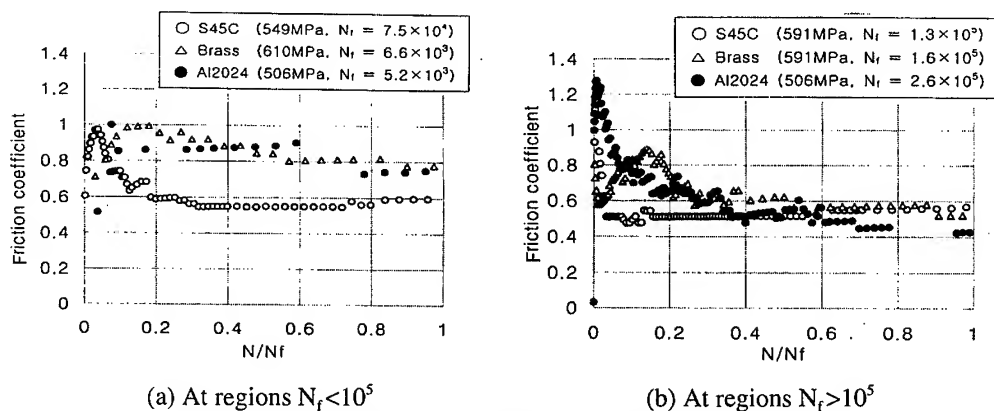 ○ S45C (549MPa, Nf = 7.5×10⁴)
△ Brass (610MPa, Nf = 6.6×10³)
● Al2024 (506MPa, Nf = 5.2×10³)
1.4
1.2
1
0.8
0.6
0.4
0.2
0
Friction coefficient
0 0.2 0.4 0.6 0.8 1
N/Nf
(a) At regions Nf<10⁵
○ S45C (591MPa, Nf = 1.3×10⁵)
△ Brass (591MPa, Nf = 1.6×10⁵)
● Al2024 (506MPa, Nf = 2.6×10⁵)
1.4
1.2
1
0.8
0.6
0.4
0.2
0
Friction coefficient
0 0.2 0.4 0.6 0.8 1
N/Nf
(b) At regions Nf>10⁵